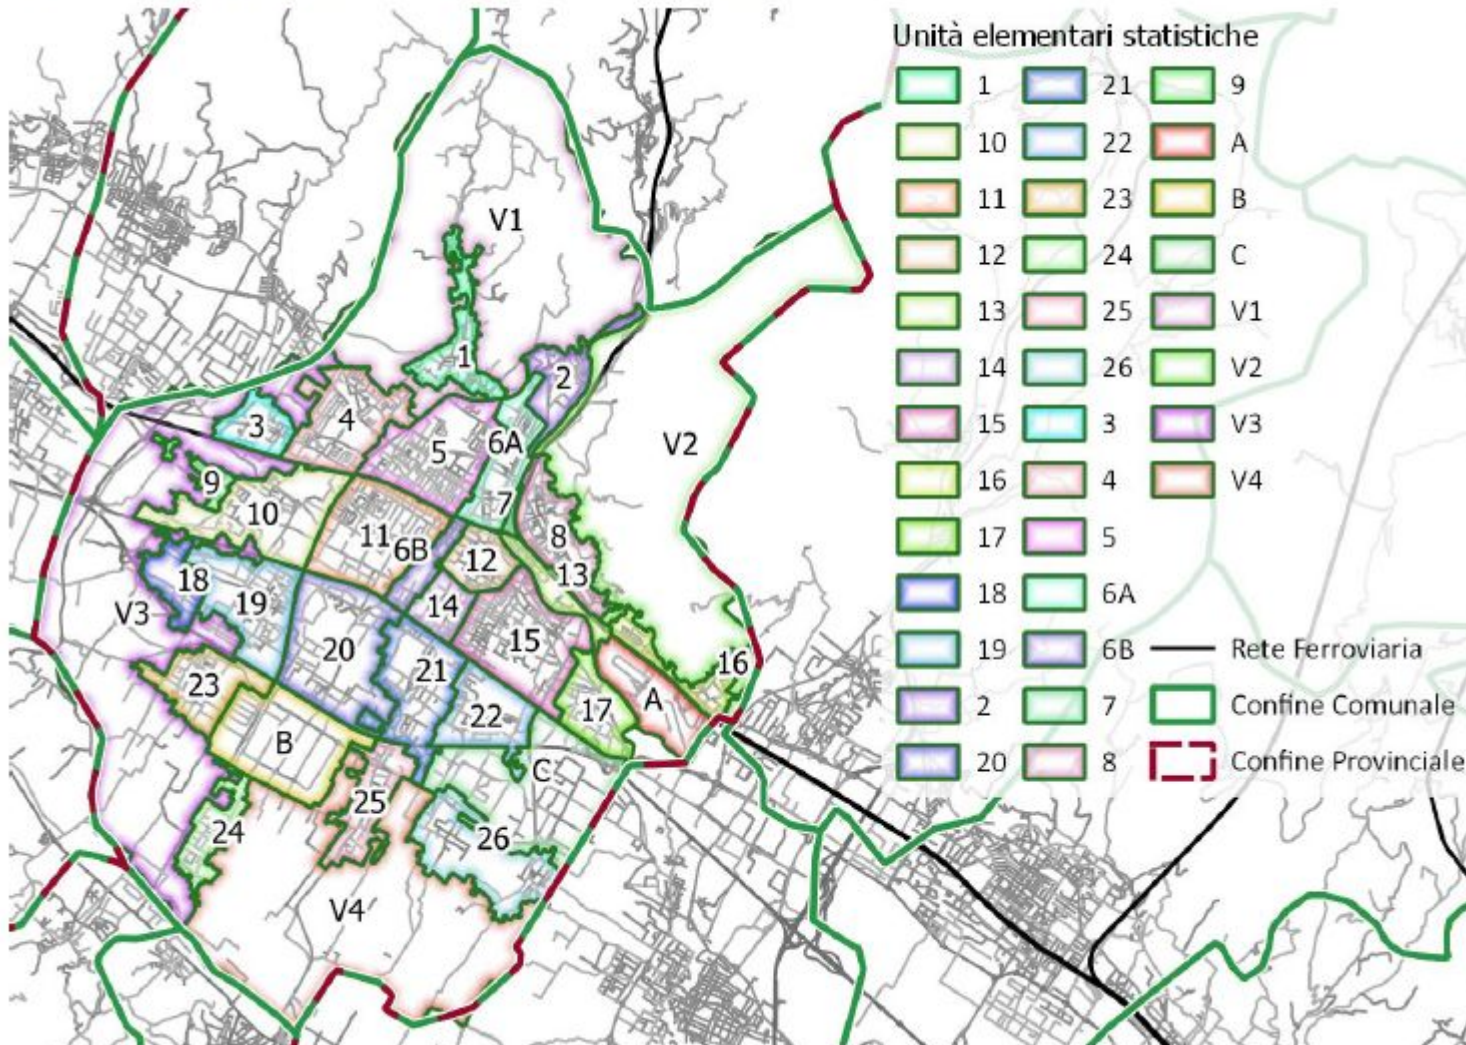 Unità elementari statistiche
1 21 9
10 22 A
11 23 B
12 24 C
13 25 V1
14 26 V2
15 3 V3
16 4 V4
17 5
18 6A
19 6B Rete Ferroviaria
2 7 Confine Comunale
20 8 Confine Provinciale
V1
1
2
3
4
5
6A
V2
9
10
7
11
6B
8
12
13
18
19
14
V3
15
20
21
16
23
A
17
22
B
C
25
24
26
V4